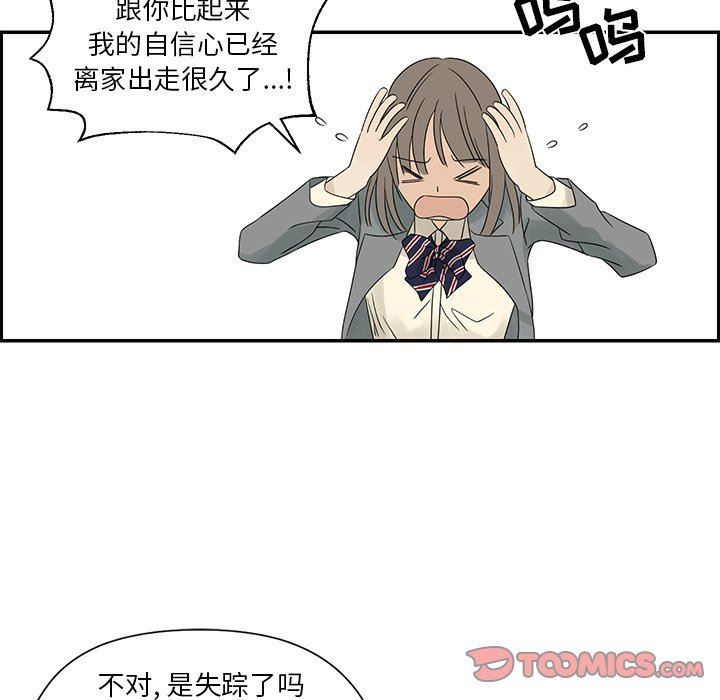 跟你比起来
我的自信心已经
离家出走很久了...!
呜呜
不对, 是失踪了吗
TOOMICS.COM